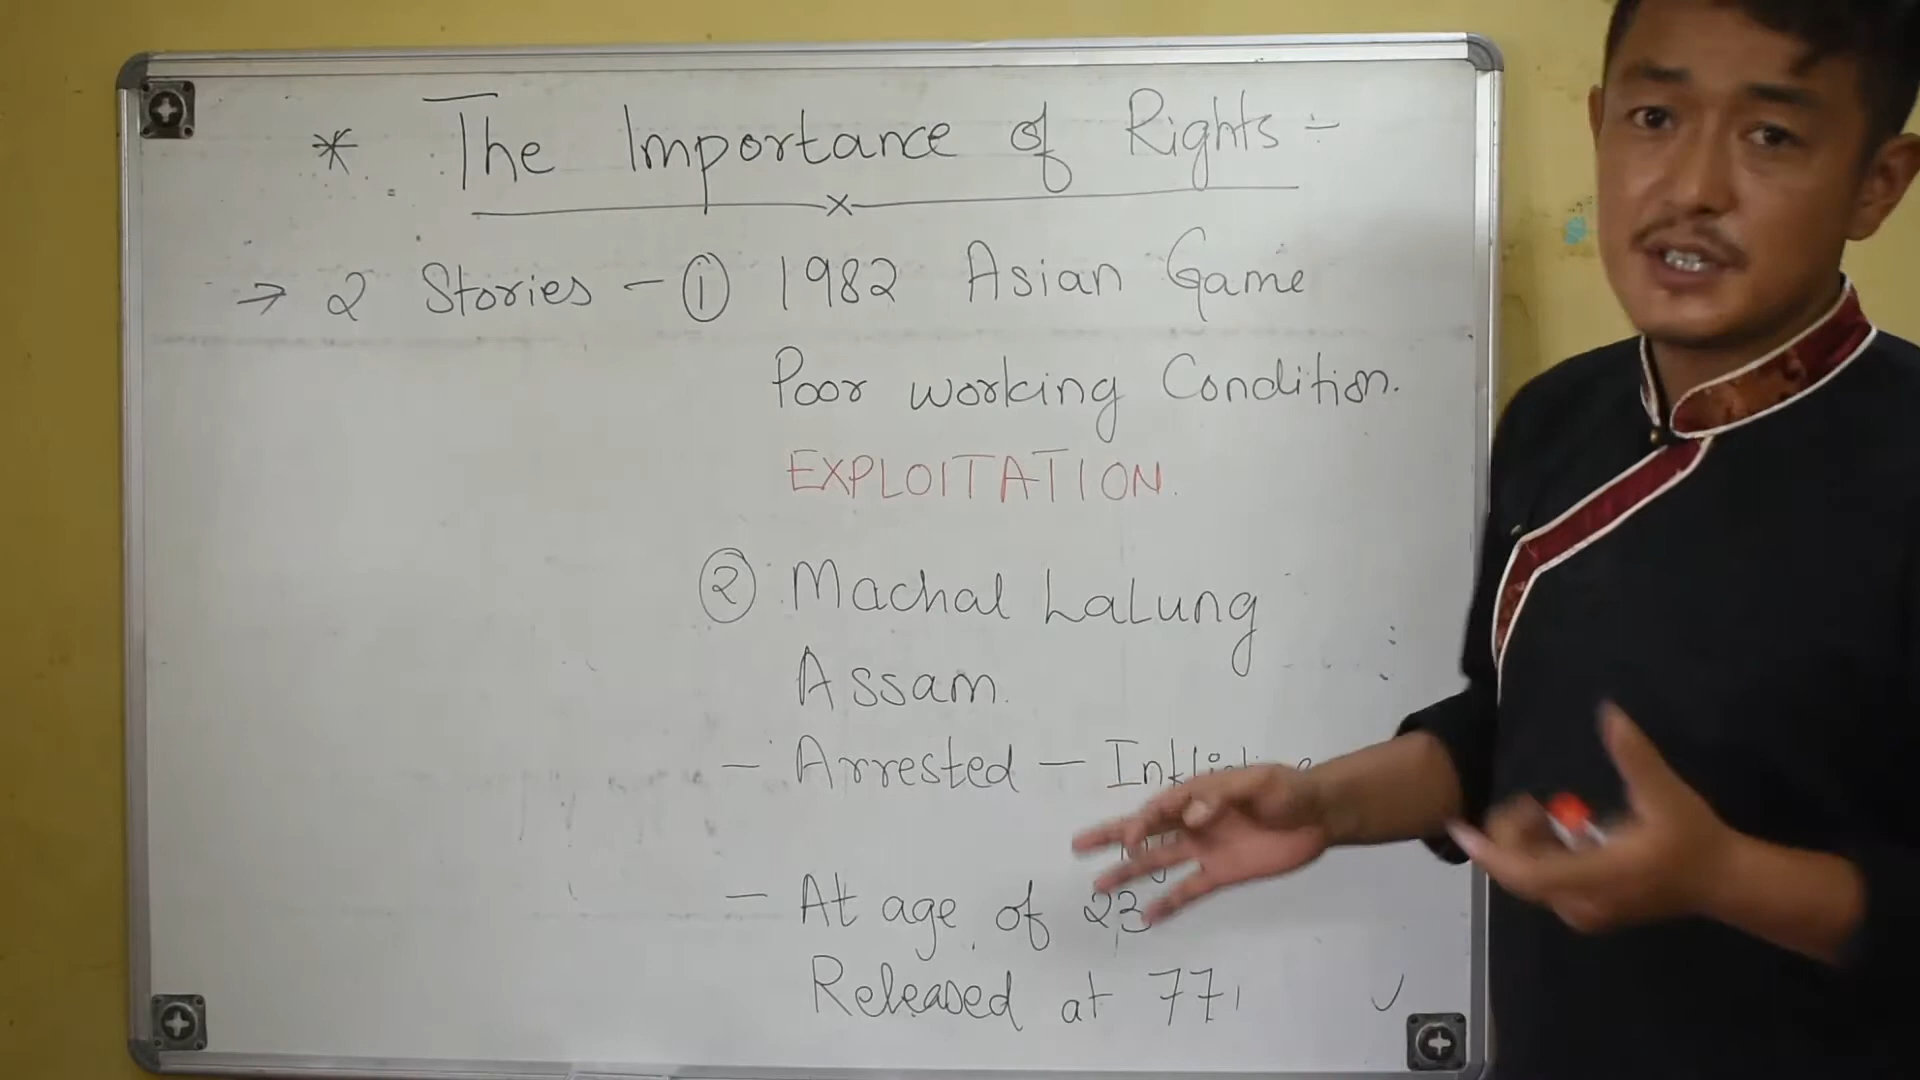 * The Importance of Rights :-
→ 2 Stories - ① 1982 Asian Game
Poor working Condition.
EXPLOITATION.
② Machal LaLung
Assam.
- Arrested -
- At age of 23
Released at 77,